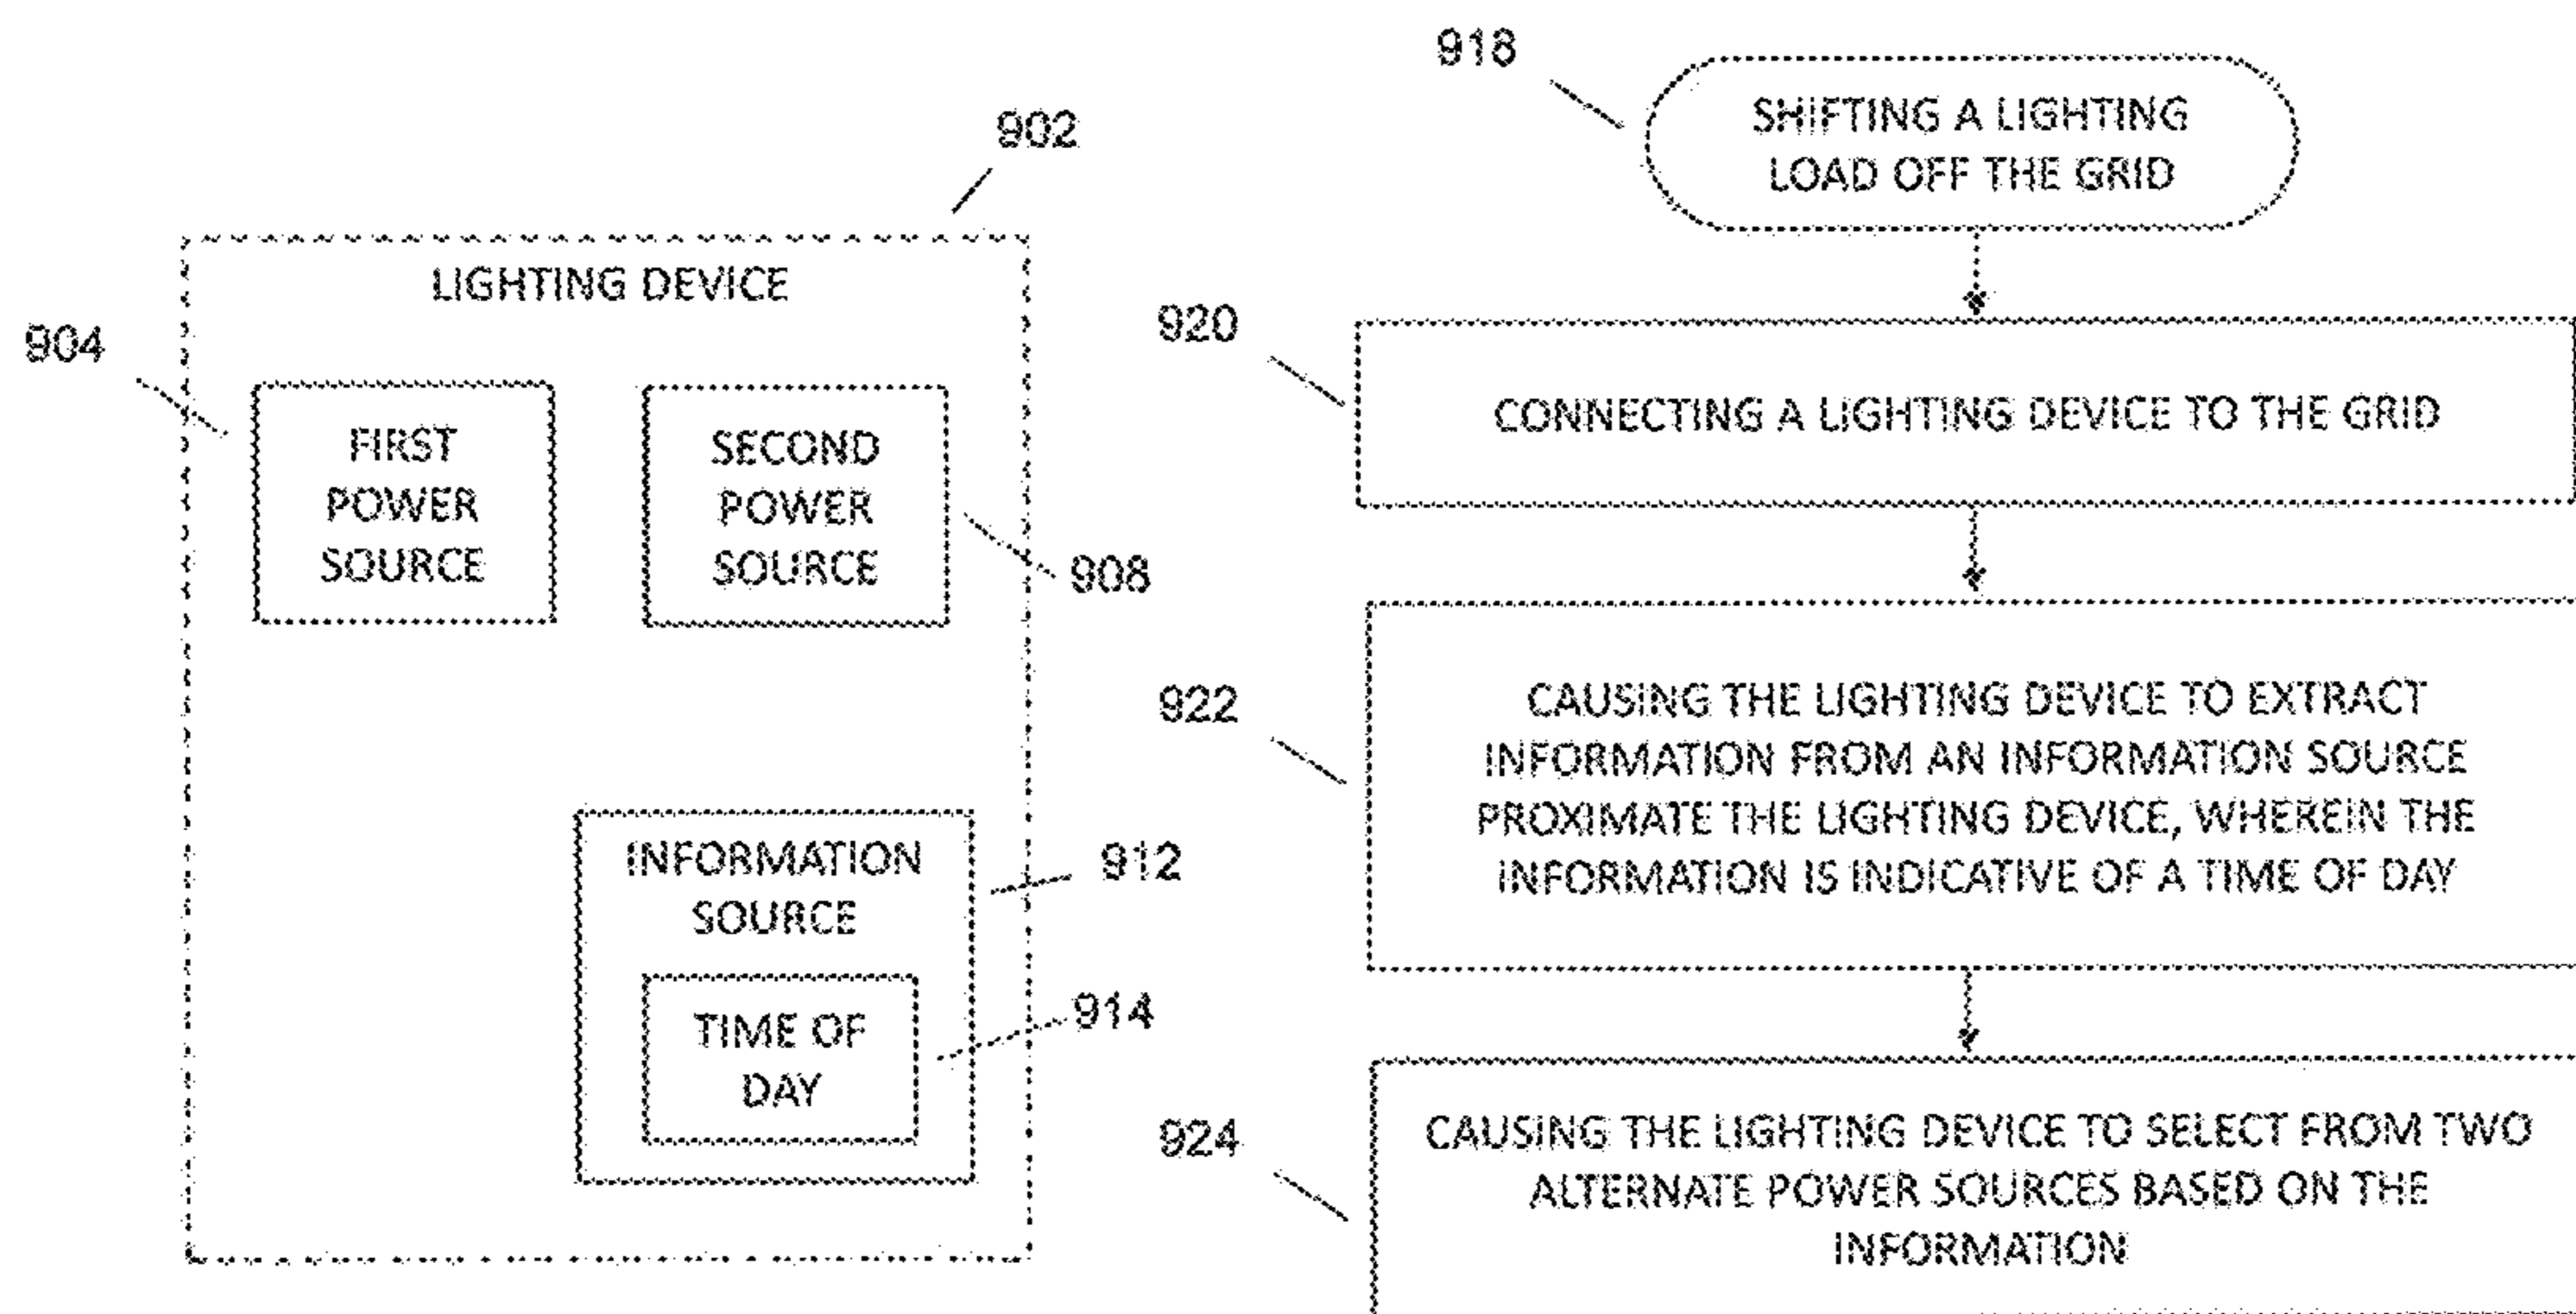 902
LIGHTING DEVICE
904
FIRST
POWER
SOURCE
SECOND
POWER
SOURCE
908
INFORMATION
SOURCE
912
TIME OF
DAY
914
918
SHIFTING A LIGHTING
LOAD OFF THE GRID
920
CONNECTING A LIGHTING DEVICE TO THE GRID
922
CAUSING THE LIGHTING DEVICE TO EXTRACT
INFORMATION FROM AN INFORMATION SOURCE
PROXIMATE THE LIGHTING DEVICE, WHEREIN THE
INFORMATION IS INDICATIVE OF A TIME OF DAY
924
CAUSING THE LIGHTING DEVICE TO SELECT FROM TWO
ALTERNATE POWER SOURCES BASED ON THE
INFORMATION